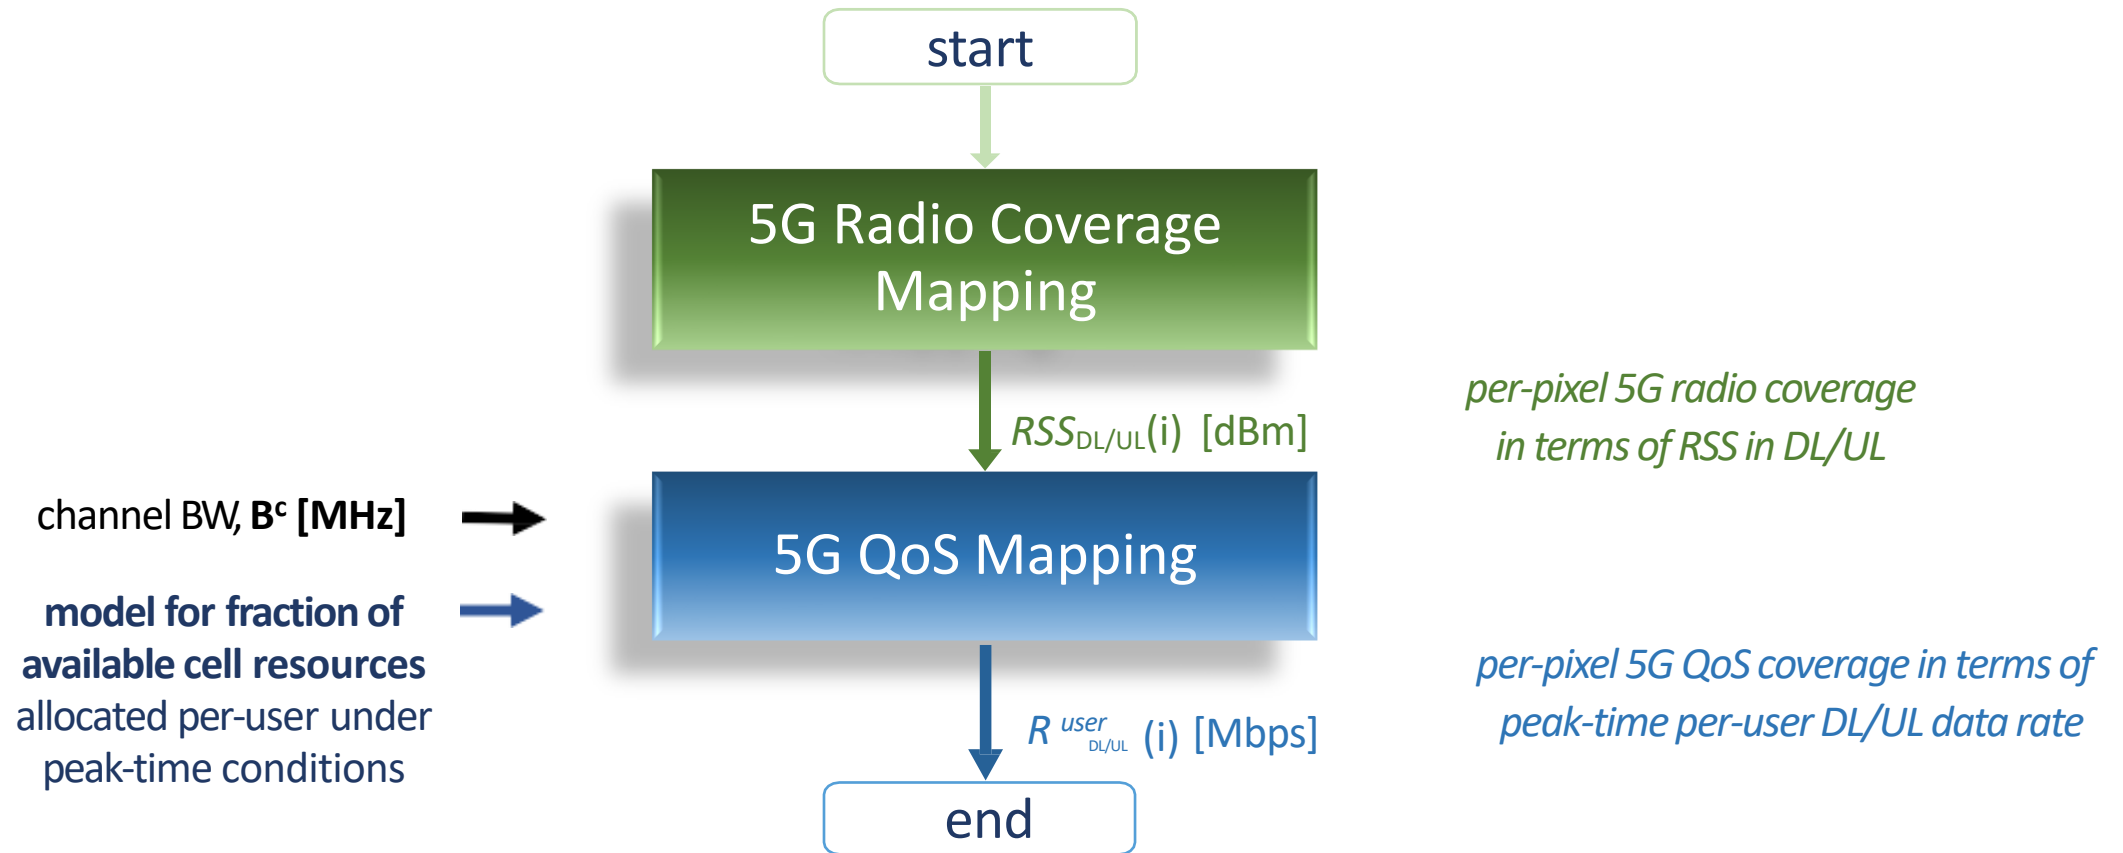 start
5G Radio Coverage
Mapping
RSS_DL/UL(i) [dBm]
per-pixel 5G radio coverage
in terms of RSS in DL/UL
channel BW, Bᶜ [MHz]
5G QoS Mapping
model for fraction of
available cell resources
allocated per-user under
peak-time conditions
R ^user _DL/UL (i) [Mbps]
per-pixel 5G QoS coverage in terms of
peak-time per-user DL/UL data rate
end